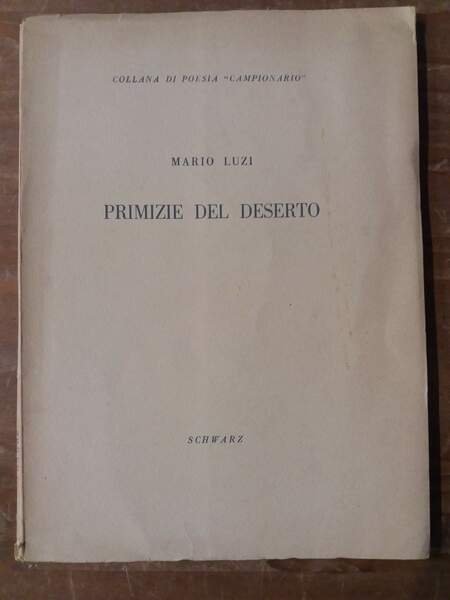 COLLANA DI POESIA "CAMPIONARIO"
MARIO LUZI
PRIMIZIE DEL DESERTO
SCHWARZ